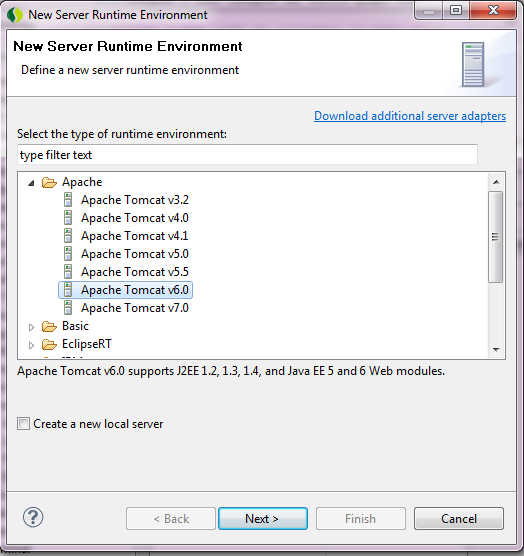 New Server Runtime Environment
New Server Runtime Environment
Define a new server runtime environment
Download additional server adapters
Select the type of runtime environment:
type filter text
Apache
Apache Tomcat v3.2
Apache Tomcat v4.0
Apache Tomcat v4.1
Apache Tomcat v5.0
Apache Tomcat v5.5
Apache Tomcat v6.0
Apache Tomcat v7.0
Basic
EclipseRT
Apache Tomcat v6.0 supports J2EE 1.2, 1.3, 1.4, and Java EE 5 and 6 Web modules.
Create a new local server
?
< Back
Next >
Finish
Cancel